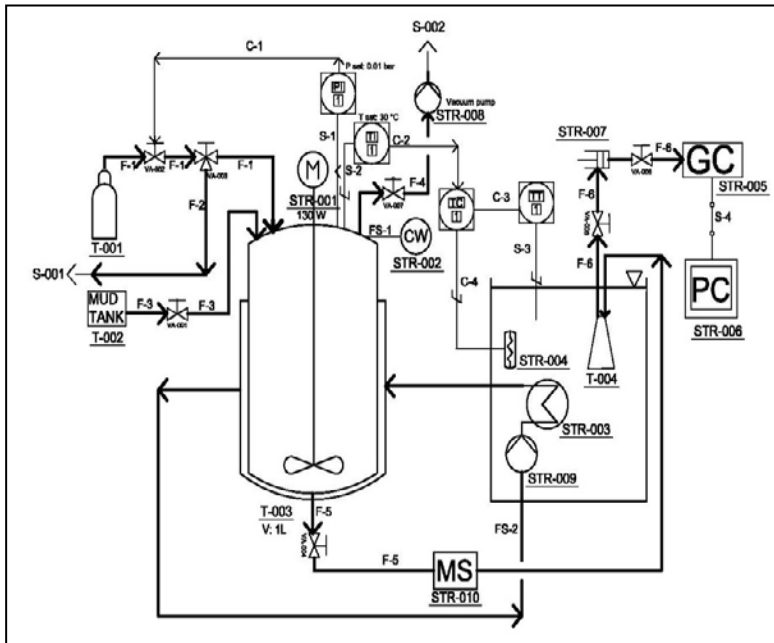 S-002
C-1
P set: 0.01 bar
PI
1
Vacuum pump
STR-008
T set: 30 °C
S-1
TI
1
C-2
STR-007
F-6
GC
VA-002
F-1
F-1
F-1
M
S-2
F-4
STR-005
F-2
STR-001
130 W
VA-007
TC
1
C-3
TT
1
F-6
S-4
T-001
FS-1
CW
STR-002
F-6
S-3
S-001
C-4
PC
MUD
TANK
F-3
F-3
VA-001
STR-006
T-002
STR-004
T-004
STR-003
STR-009
T-003
V: 1L
F-5
FS-2
VA-004
F-5
MS
STR-010